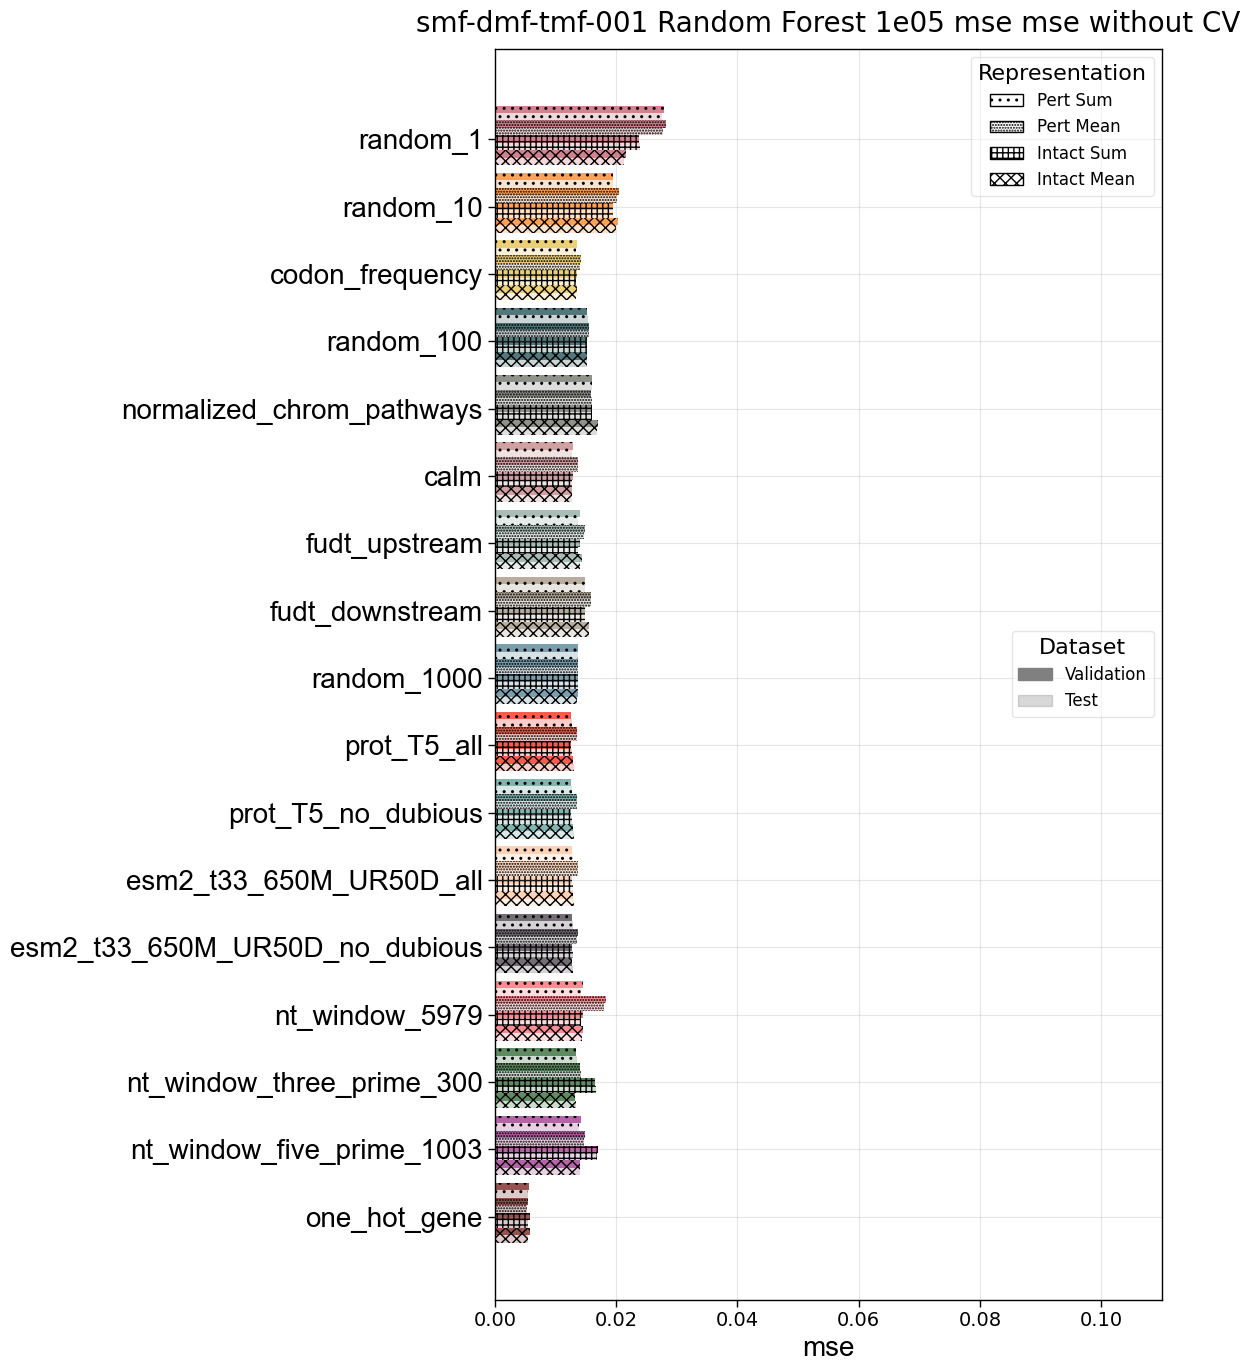 smf-dmf-tmf-001 Random Forest 1e05 mse mse without CV
Representation
Pert Sum
Pert Mean
Intact Sum
Intact Mean
random_1
random_10
codon_frequency
random_100
normalized_chrom_pathways
calm
fudt_upstream
fudt_downstream
Dataset
Validation
Test
random_1000
prot_T5_all
prot_T5_no_dubious
esm2_t33_650M_UR50D_all
esm2_t33_650M_UR50D_no_dubious
nt_window_5979
nt_window_three_prime_300
nt_window_five_prime_1003
one_hot_gene
0.00 0.02 0.04 0.06 0.08 0.10
mse